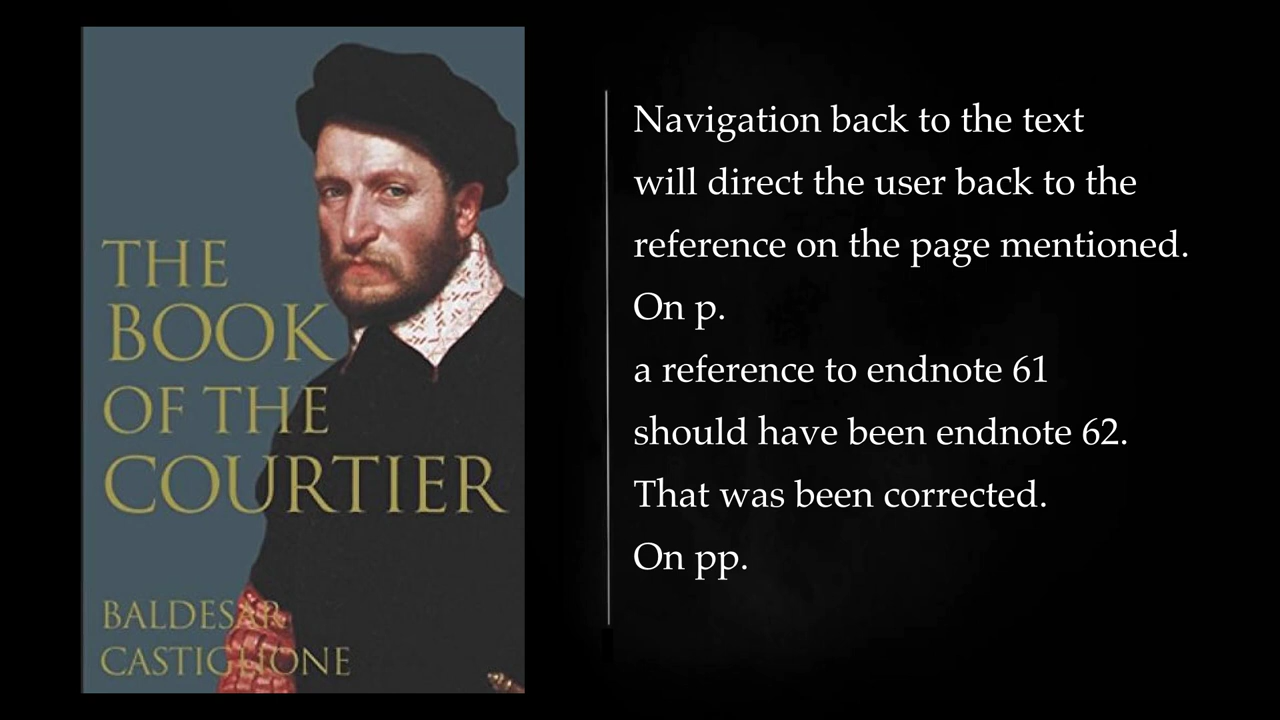 THE
BOOK
OF THE
COURTIER
BALDESAR
CASTIGLIONE
Navigation back to the text
will direct the user back to the
reference on the page mentioned.
On p.
a reference to endnote 61
should have been endnote 62.
That was been corrected.
On pp.